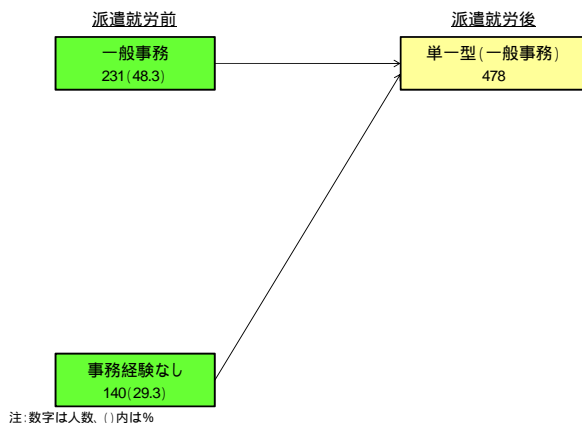 派遣就労前
派遣就労後
一般事務
231(48.3)
単一型(一般事務)
478
事務経験なし
140(29.3)
注:数字は人数、()内は%